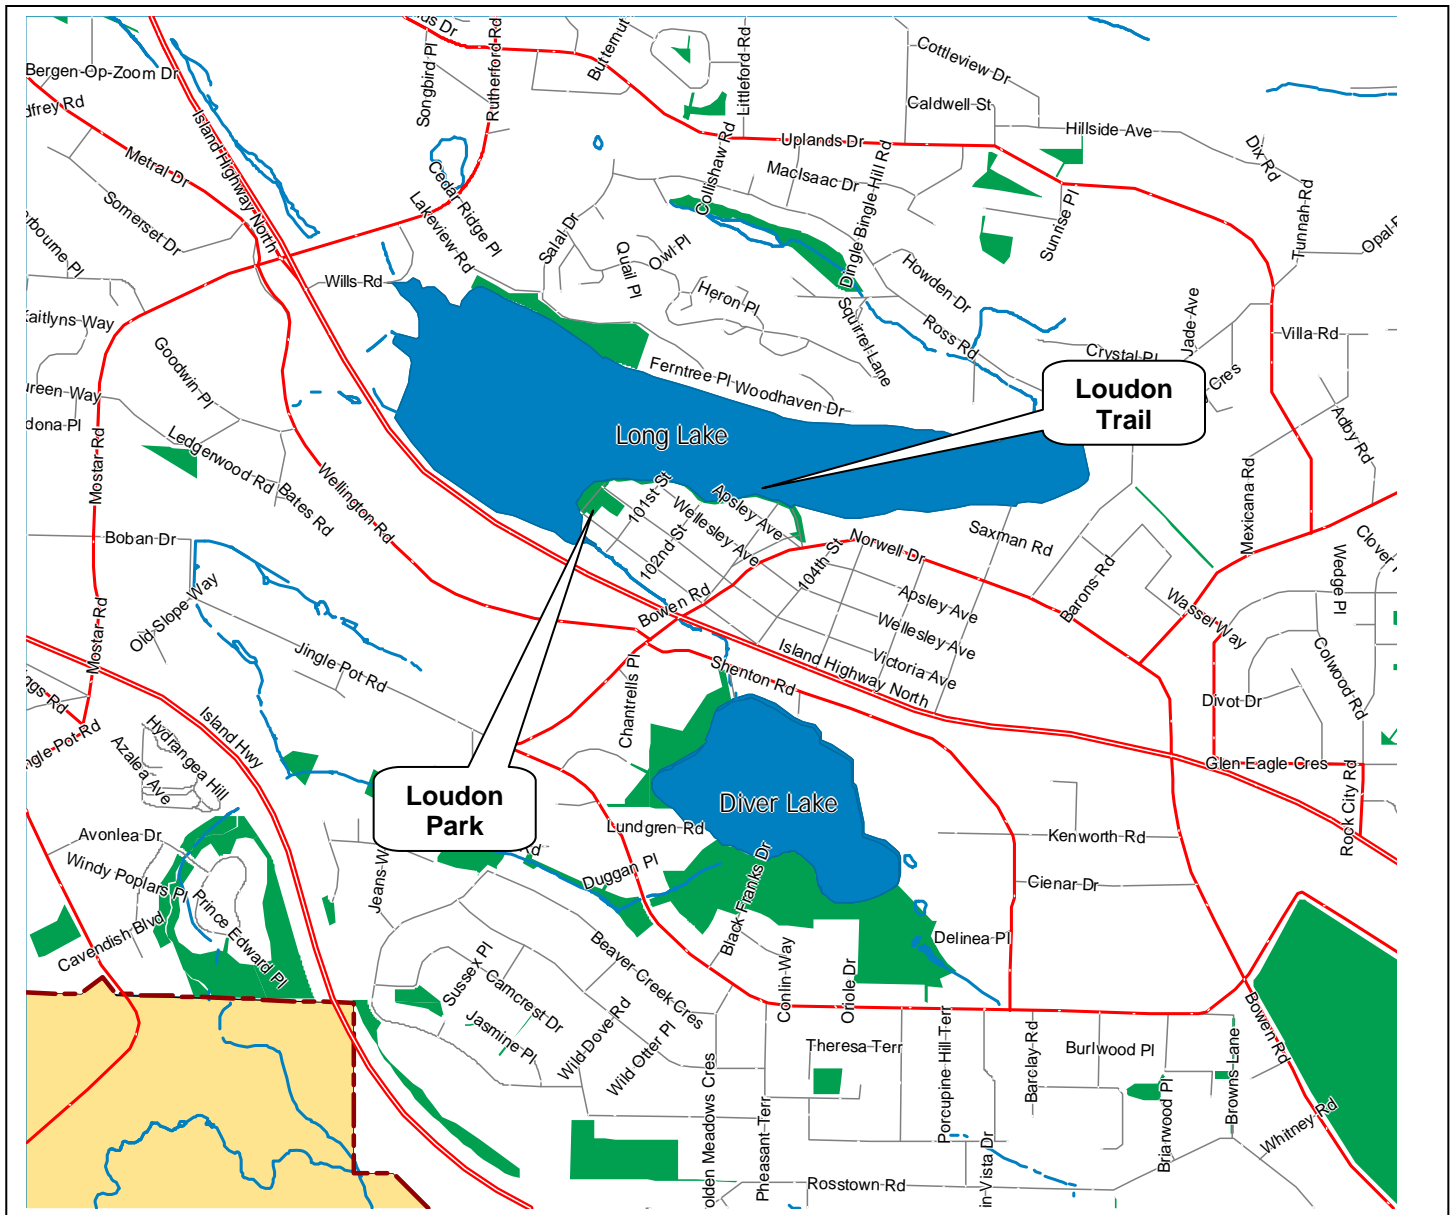 Bergen-Op-Zoom Dr
Metral Dr
Somerset Dr
Island Highway North
Songbird Pl
Rutherford Rd
Butternut
Littleford Rd
Cottleview Dr
Caldwell St
Hillside Ave
Uplands Dr
Dix Rd
Collishaw Rd
MacIsaac Dr
Dingle Bingle Hill Rd
Cedar Ridge Pl
Lakeview Rd
Salal Dr
Quail Pl
Owl Pl
Heron Pl
Squirrel Lane
Howden Dr
Ross Rd
Sunrise Pl
Tunnah Rd
Wills Rd
Goodwin Pl
Ferntree Pl
Woodhaven Dr
Crystal Pl
Jade Ave
Villa Rd
Cres
Adby Rd
Loudon
Trail
Long Lake
Mostar Rd
Ledgerwood Rd
Bates Rd
Wellington Rd
Boban Dr
101st St
102nd St
Wellesley Ave
Apsley Ave
104th St
Norwell Dr
Saxman Rd
Mexicana Rd
Barons Rd
Wassel Way
Wedge Pl
Colwood Rd
Apsley Ave
Wellesley Ave
Victoria Ave
Island Highway North
Bowen Rd
Old Slope Way
Mostar Rd
Jingle Pot Rd
Chantrells Pl
Shenton Rd
Divot Dr
Glen Eagle Cres
Rock City Rd
Island Hwy
Hydrangea Hill
Azalea Ave
Loudon
Park
Diver Lake
Avonlea Dr
Windy Poplars Pl
Cavendish Blvd
Prince Edward Pl
Jeans W
Lundgren Rd
Duggan Pl
Black Franks Dr
Kenworth Rd
Cienar Dr
Delinea Pl
Beaver Creek Cres
Sussex Pl
Camcrest Dr
Jasmine Pl
Wild Dove Rd
Wild Otter Pl
Conlin Way
Oriole Dr
Theresa Terr
Porcupine Hill Terr
Barclay Rd
Burlwood Pl
Briarwood Pl
Browns Lane
Bowen Rd
Whitney Rd
olden Meadows Cres
Pheasant Terr
Rosstown Rd
in Vista Dr